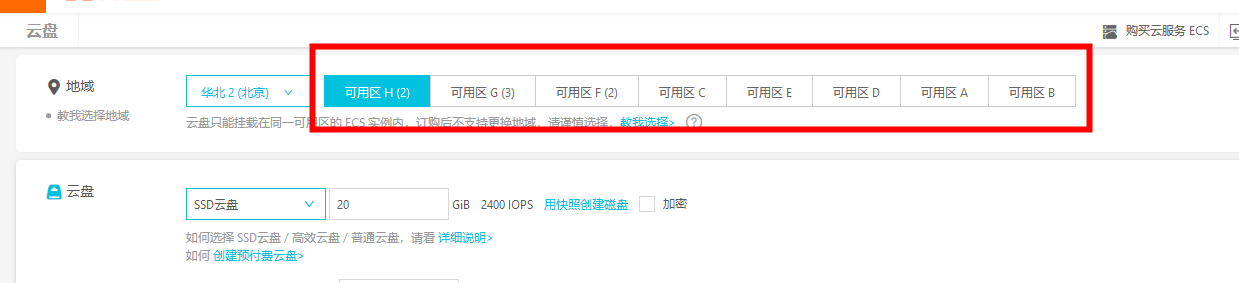 云盘
购买云服务 ECS
地域
华北 2 (北京)
可用区 H (2)
可用区 G (3)
可用区 F (2)
可用区 C
可用区 E
可用区 D
可用区 A
可用区 B
教我选择地域
云盘只能挂载在同一可用区的 ECS 实例内，订购后不支持更换地域，请谨慎选择，教我选择> ?
云盘
SSD云盘
20
GiB
2400 IOPS
用快照创建磁盘
加密
如何选择 SSD云盘 / 高效云盘 / 普通云盘，请看 详细说明>
如何 创建预付费云盘>